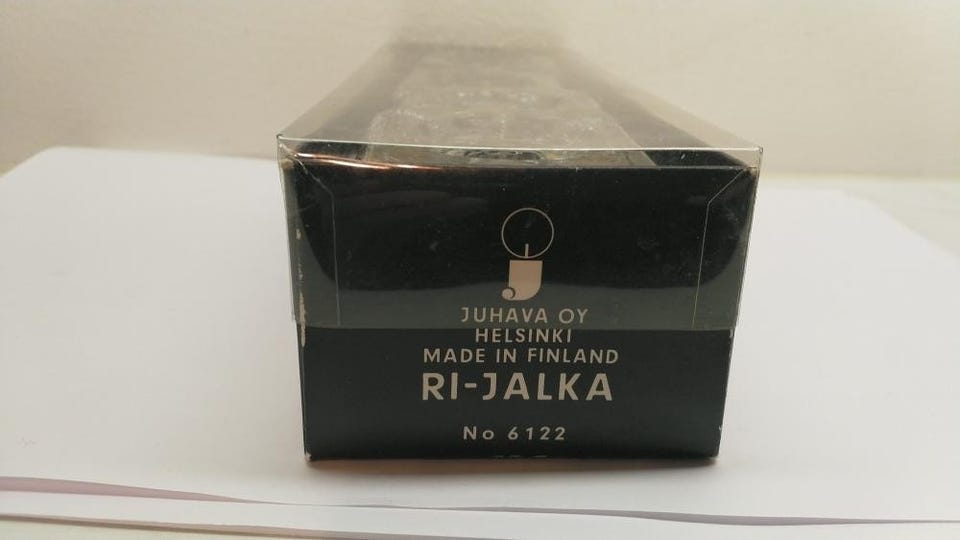 JUHAVA OY
HELSINKI
MADE IN FINLAND
RI-JALKA
No 6122